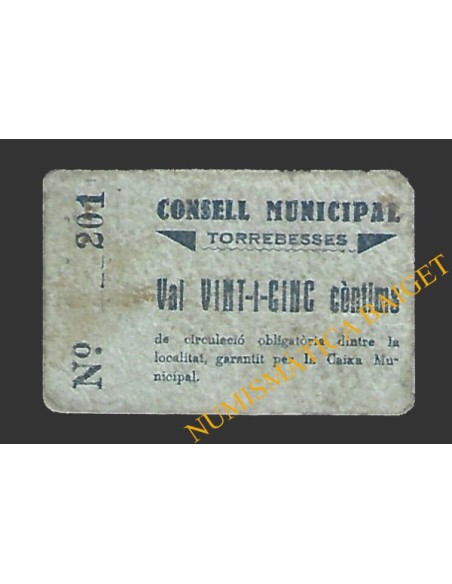 Nº 201
CONSELL MUNICIPAL
TORREBESSES
Val VINT-I-CINC cèntims
de circulació obligatòria dintre la
localitat, garantit per la Caixa Mu-
nicipal.
NUMISMATICA BAIGET